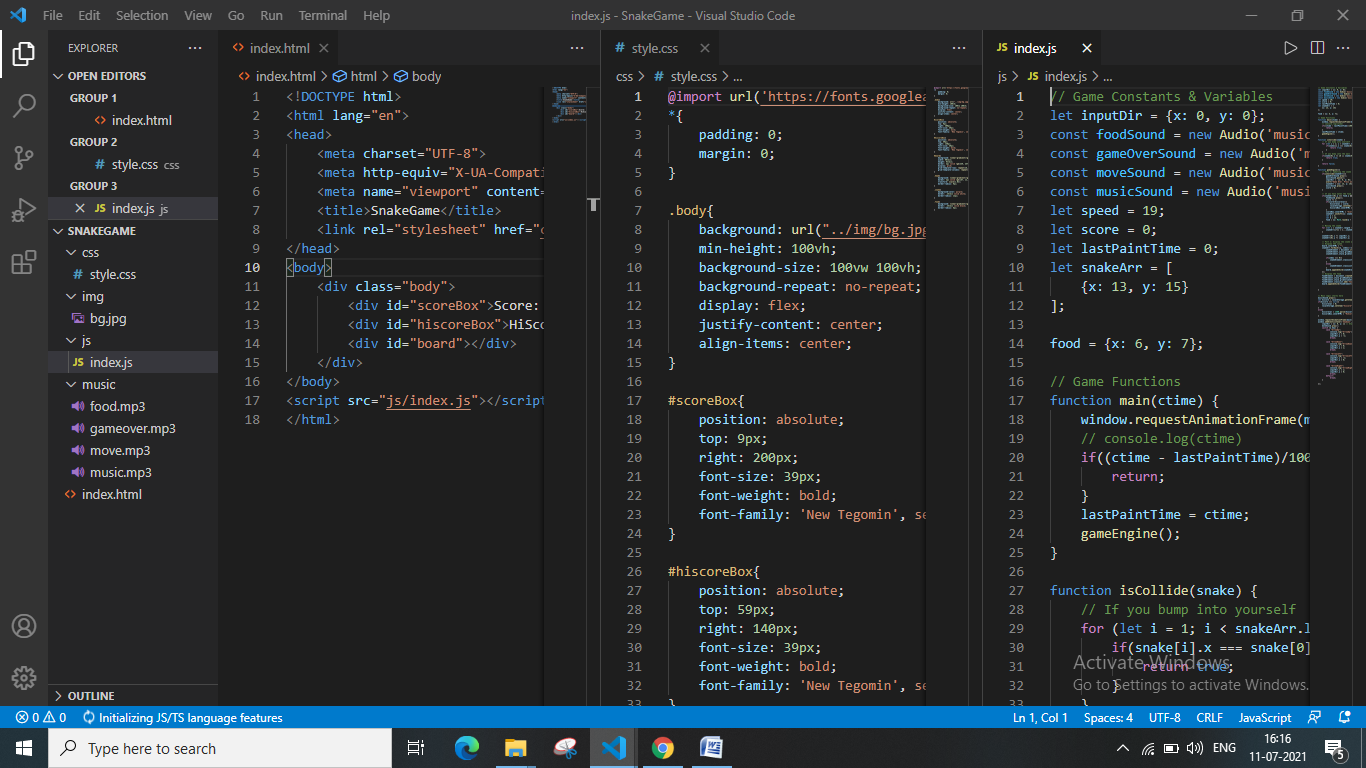 File Edit Selection View Go Run Terminal Help
index.js - SnakeGame - Visual Studio Code
EXPLORER
OPEN EDITORS
GROUP 1
index.html
GROUP 2
style.css css
GROUP 3
JS index.js js
SNAKEGAME
css
# style.css
img
bg.jpg
js
JS index.js
music
food.mp3
gameover.mp3
move.mp3
music.mp3
index.html
OUTLINE
index.html
index.html > html > body
1 <!DOCTYPE html>
2 <html lang="en">
3 <head>
4 <meta charset="UTF-8">
5 <meta http-equiv="X-UA-Compati
6 <meta name="viewport" content=
7 <title>SnakeGame</title>
8 <link rel="stylesheet" href="
9 </head>
10 <body>
11 <div class="body">
12 <div id="scoreBox">Score:
13 <div id="hiscoreBox">HiSco
14 <div id="board"></div>
15 </div>
16 </body>
17 <script src="js/index.js"></script
18 </html>
# style.css
css > # style.css > ...
1 @import url('https://fonts.googlea
2 *{
3 padding: 0;
4 margin: 0;
5 }
6
7 .body{
8 background: url("../img/bg.jpg
9 min-height: 100vh;
10 background-size: 100vw 100vh;
11 background-repeat: no-repeat;
12 display: flex;
13 justify-content: center;
14 align-items: center;
15 }
16
17 #scoreBox{
18 position: absolute;
19 top: 9px;
20 right: 200px;
21 font-size: 39px;
22 font-weight: bold;
23 font-family: 'New Tegomin', se
24 }
25
26 #hiscoreBox{
27 position: absolute;
28 top: 59px;
29 right: 140px;
30 font-size: 39px;
31 font-weight: bold;
32 font-family: 'New Tegomin', se
JS index.js
js > JS index.js > ...
1 // Game Constants & Variables
2 let inputDir = {x: 0, y: 0};
3 const foodSound = new Audio('music
4 const gameOverSound = new Audio('m
5 const moveSound = new Audio('music
6 const musicSound = new Audio('musi
7 let speed = 19;
8 let score = 0;
9 let lastPaintTime = 0;
10 let snakeArr = [
11 {x: 13, y: 15}
12 ];
13
14 food = {x: 6, y: 7};
15
16 // Game Functions
17 function main(ctime) {
18 window.requestAnimationFrame(m
19 // console.log(ctime)
20 if((ctime - lastPaintTime)/100
21 return;
22 }
23 lastPaintTime = ctime;
24 gameEngine();
25 }
26
27 function isCollide(snake) {
28 // If you bump into yourself
29 for (let i = 1; i < snakeArr.l
30 if(snake[i].x === snake[0]
31 return true;
32 }
Activate Windows
Go to Settings to activate Windows.
0 0 Initializing JS/TS language features
Ln 1, Col 1 Spaces: 4 UTF-8 CRLF JavaScript
Type here to search
ENG
16:16
11-07-2021
5